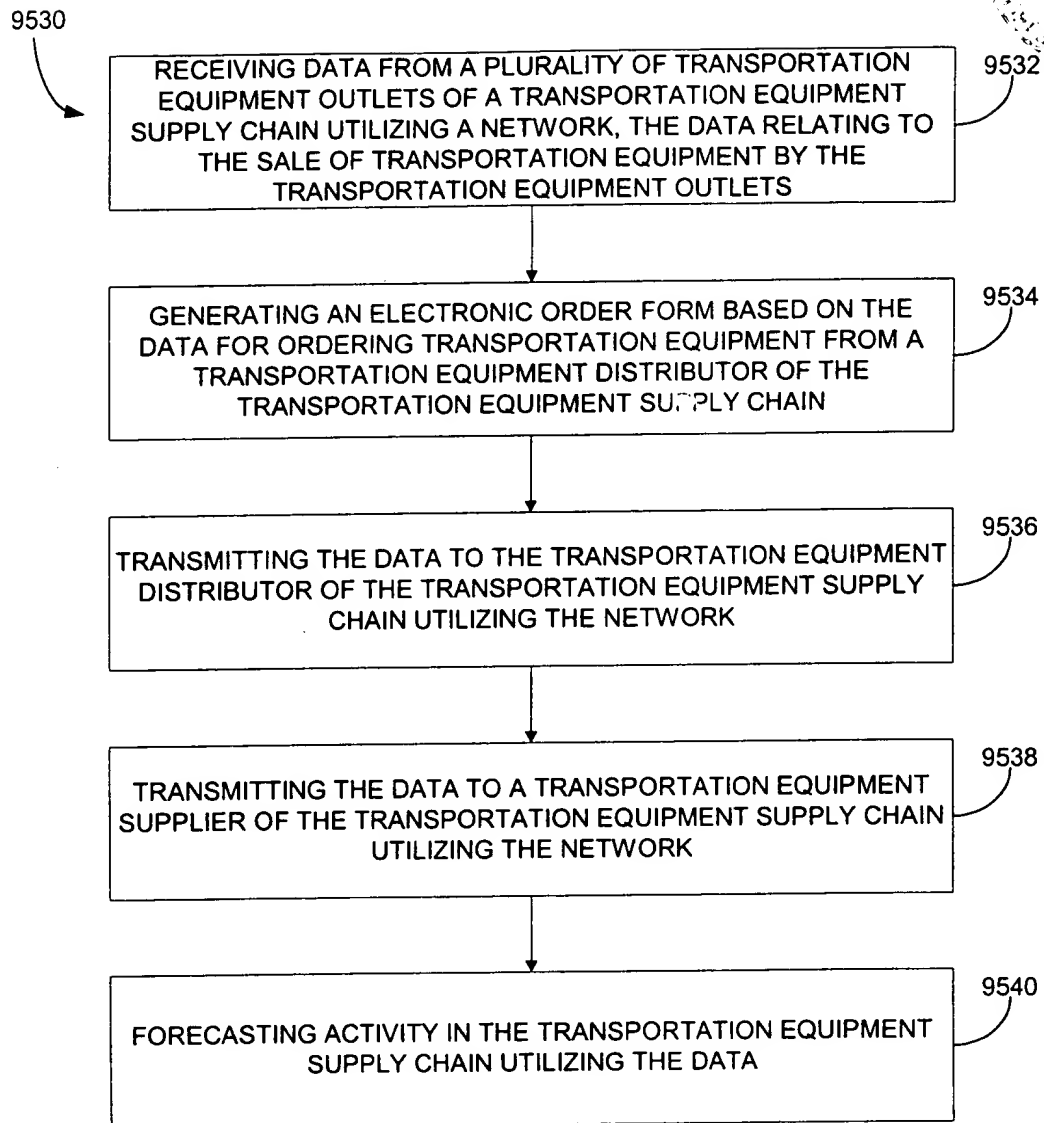 9530
RECEIVING DATA FROM A PLURALITY OF TRANSPORTATION
EQUIPMENT OUTLETS OF A TRANSPORTATION EQUIPMENT
SUPPLY CHAIN UTILIZING A NETWORK, THE DATA RELATING TO
THE SALE OF TRANSPORTATION EQUIPMENT BY THE
TRANSPORTATION EQUIPMENT OUTLETS
9532
GENERATING AN ELECTRONIC ORDER FORM BASED ON THE
DATA FOR ORDERING TRANSPORTATION EQUIPMENT FROM A
TRANSPORTATION EQUIPMENT DISTRIBUTOR OF THE
TRANSPORTATION EQUIPMENT SUPPLY CHAIN
9534
TRANSMITTING THE DATA TO THE TRANSPORTATION EQUIPMENT
DISTRIBUTOR OF THE TRANSPORTATION EQUIPMENT SUPPLY
CHAIN UTILIZING THE NETWORK
9536
TRANSMITTING THE DATA TO A TRANSPORTATION EQUIPMENT
SUPPLIER OF THE TRANSPORTATION EQUIPMENT SUPPLY CHAIN
UTILIZING THE NETWORK
9538
FORECASTING ACTIVITY IN THE TRANSPORTATION EQUIPMENT
SUPPLY CHAIN UTILIZING THE DATA
9540